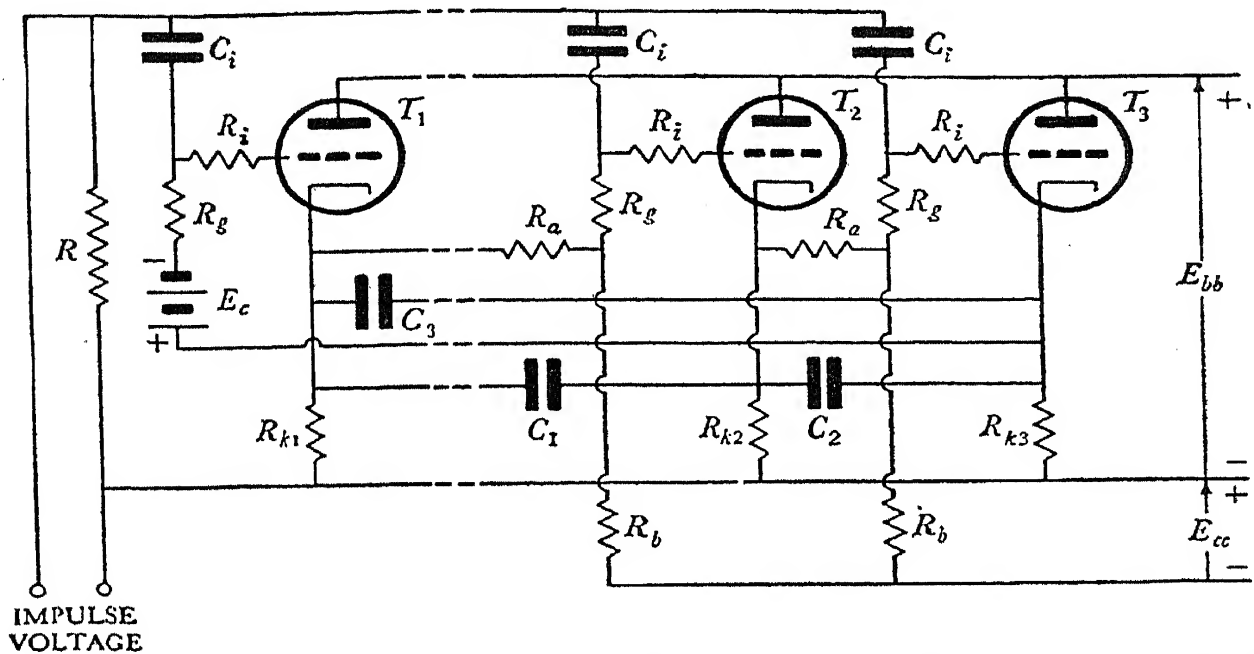 C_i
C_i
C_i
T_1
T_2
T_3
+
R_i
R_i
R_i
R_g
R_g
R_g
R
R_a
R_a
−
E_c
+
C_3
E_bb
C_1
C_2
R_k1
R_k2
R_k3
−
+
R_b
R_b
E_cc
−
IMPULSE
VOLTAGE